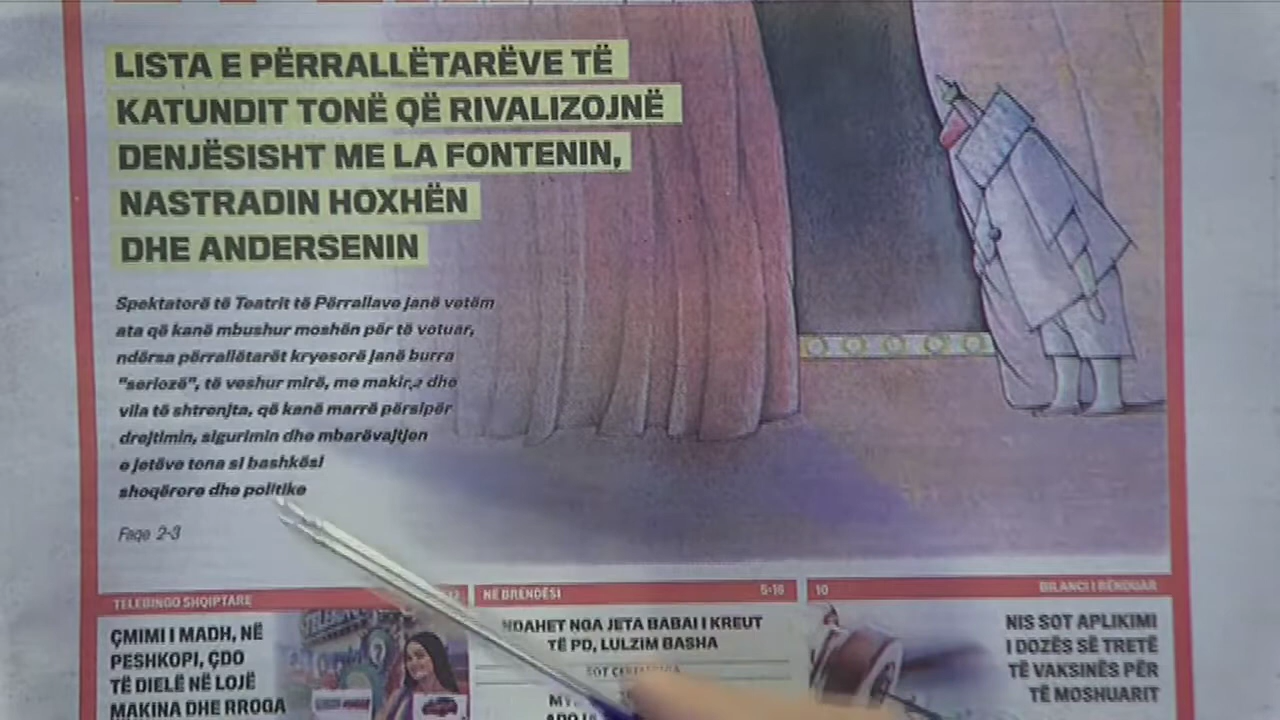 LISTA E PËRRALLËTARËVE TË
KATUNDIT TONË QË RIVALIZOJNË
DENJËSISHT ME LA FONTENIN,
NASTRADIN HOXHËN
DHE ANDERSENIN
Spektatorë të Teatrit të Përrallave janë vetëm
ata që kanë mbushur moshën për të votuar,
ndërsa përrallëtarët kryesorë janë burra
"seriozë", të veshur mirë, me makina dhe
vila të shtrenjta, që kanë marrë përsipër
drejtimin, sigurimin dhe mbarëvajtjen
e jetëve tona si bashkësi
shoqërore dhe politike
Faqe 2-3
TELEBINGO SHQIPTARE
ÇMIMI I MADH, NË
PESHKOPI, ÇDO
TË DIELË NË LOJË
MAKINA DHE RROGA
NË BRENDËSI 5-16
NDAHET NGA JETA BABAI I KREUT
TË PD, LULZIM BASHA
SOT
10 BILANCI I RËNDUAR
NIS SOT APLIKIMI
I DOZËS SË TRETË
TË VAKSINËS PËR
TË MOSHUARIT